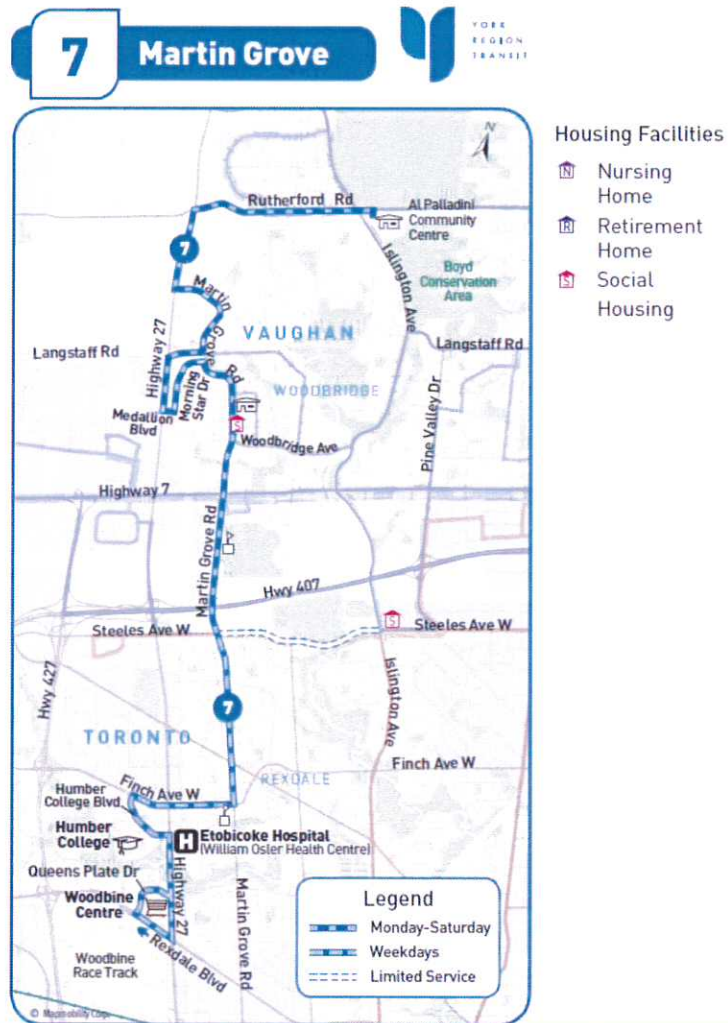 7 Martin Grove
YORK
REGION
TRANSIT
N
Housing Facilities
N Nursing
Home
R Retirement
Home
S Social
Housing
Rutherford Rd
Al Palladini
Community
Centre
7
Martin
Grove
Rd
Islington Ave
Boyd
Conservation
Area
VAUGHAN
Langstaff Rd
Highway 27
Langstaff Rd
Morning
Star Dr
WOODBRIDGE
Medallion
Blvd
S
Woodbridge Ave
Pine Valley Dr
Highway 7
Martin Grove Rd
Hwy 407
S
Steeles Ave W
Steeles Ave W
Hwy 427
Islington Ave
7
TORONTO
Finch Ave W
REXDALE
Finch Ave W
Humber
College Blvd
Humber
College
H Etobicoke Hospital
(William Osler Health Centre)
Queens Plate Dr
Highway 27
Martin Grove Rd
Woodbine
Centre
Rexdale Blvd
Woodbine
Race Track
Legend
Monday-Saturday
Weekdays
Limited Service
© Mapmobility Corp.